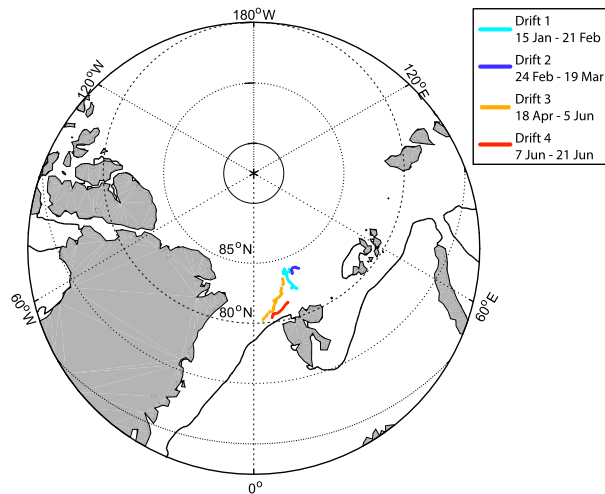 180°W
120°W
120°E
85°N
80°N
60°W
60°E
0°
Drift 1
15 Jan - 21 Feb
Drift 2
24 Feb - 19 Mar
Drift 3
18 Apr - 5 Jun
Drift 4
7 Jun - 21 Jun